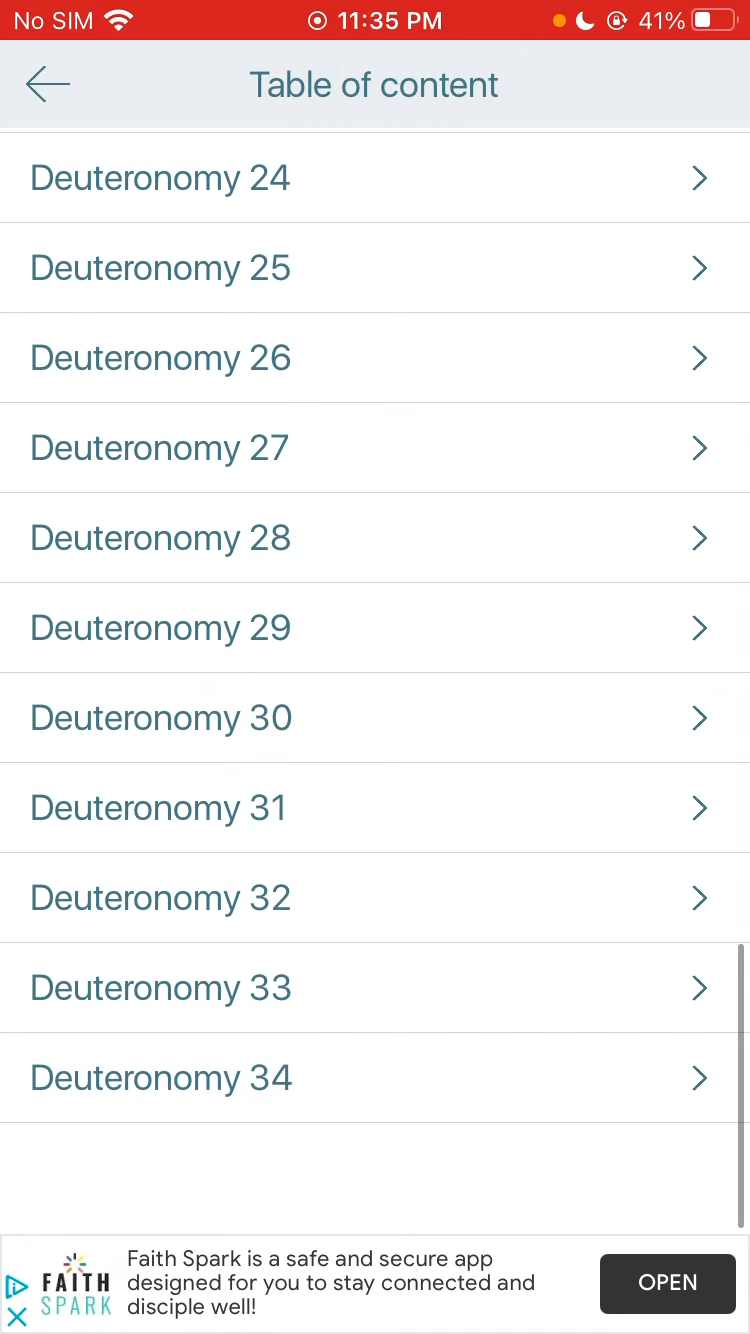 No SIM 11:35 PM 41%
Table of content
Deuteronomy 24
Deuteronomy 25
Deuteronomy 26
Deuteronomy 27
Deuteronomy 28
Deuteronomy 29
Deuteronomy 30
Deuteronomy 31
Deuteronomy 32
Deuteronomy 33
Deuteronomy 34
FAITH
SPARK
Faith Spark is a safe and secure app
designed for you to stay connected and
disciple well!
OPEN